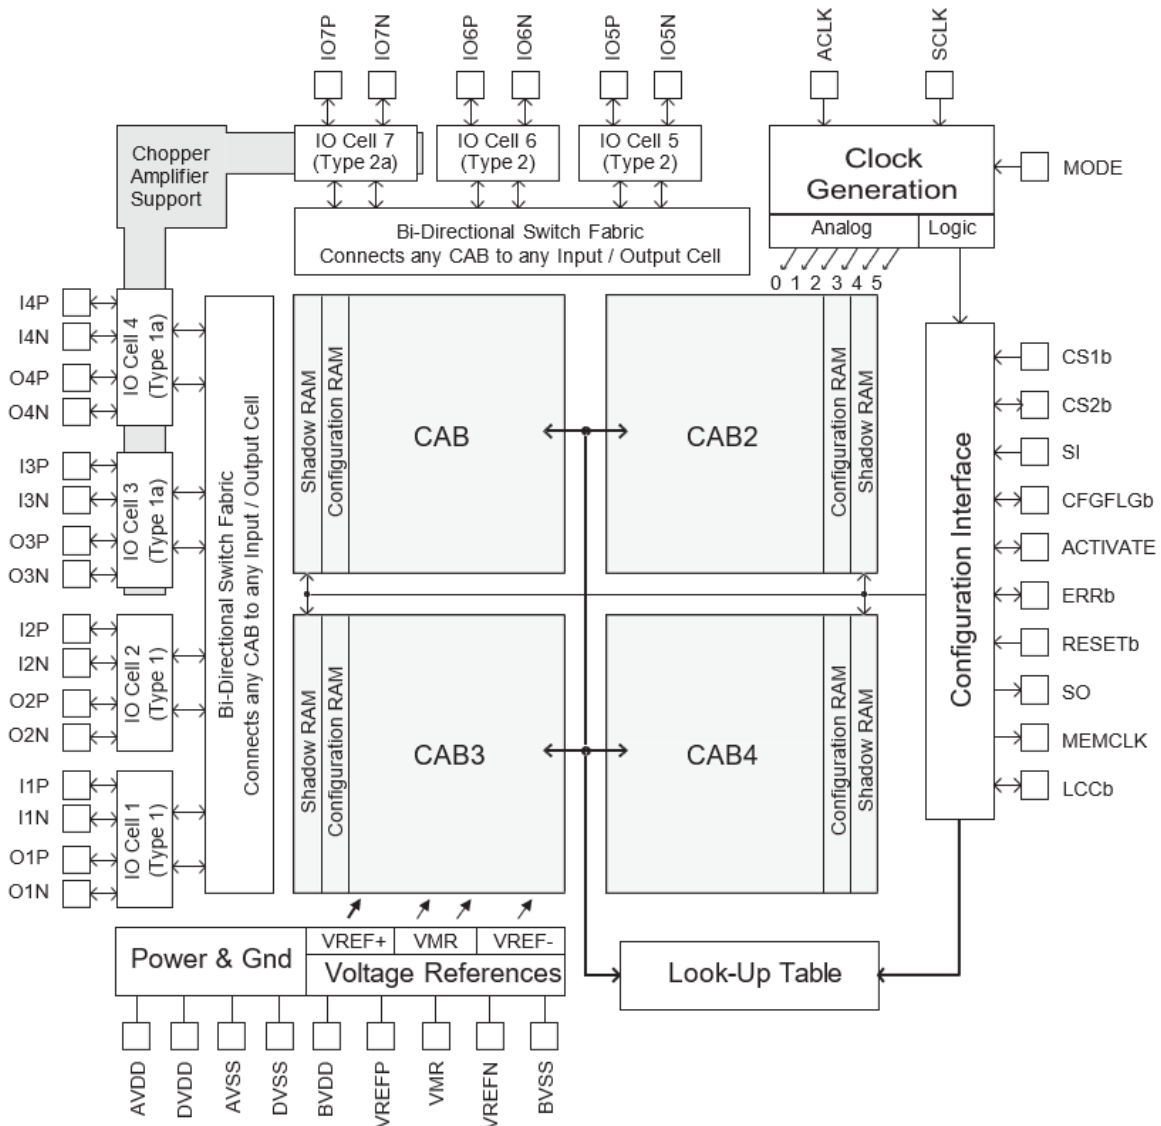 IO7P
IO7N
IO6P
IO6N
IO5P
IO5N
ACLK
SCLK
Chopper
Amplifier
Support
IO Cell 7
(Type 2a)
IO Cell 6
(Type 2)
IO Cell 5
(Type 2)
Clock
Generation
MODE
Analog
Logic
Bi-Directional Switch Fabric
Connects any CAB to any Input / Output Cell
0 1 2 3 4 5
I4P
I4N
O4P
O4N
IO Cell 4
(Type 1a)
I3P
I3N
O3P
O3N
IO Cell 3
(Type 1a)
I2P
I2N
O2P
O2N
IO Cell 2
(Type 1)
I1P
I1N
O1P
O1N
IO Cell 1
(Type 1)
Bi-Directional Switch Fabric
Connects any CAB to any Input / Output Cell
Shadow RAM
Configuration RAM
CAB
CAB2
Configuration RAM
Shadow RAM
Shadow RAM
Configuration RAM
CAB3
CAB4
Configuration RAM
Shadow RAM
Configuration Interface
CS1b
CS2b
SI
CFGFLGb
ACTIVATE
ERRb
RESETb
SO
MEMCLK
LCCb
Power & Gnd
VREF+
VMR
VREF-
Voltage References
Look-Up Table
AVDD
DVDD
AVSS
DVSS
BVDD
VREFP
VMR
VREFN
BVSS